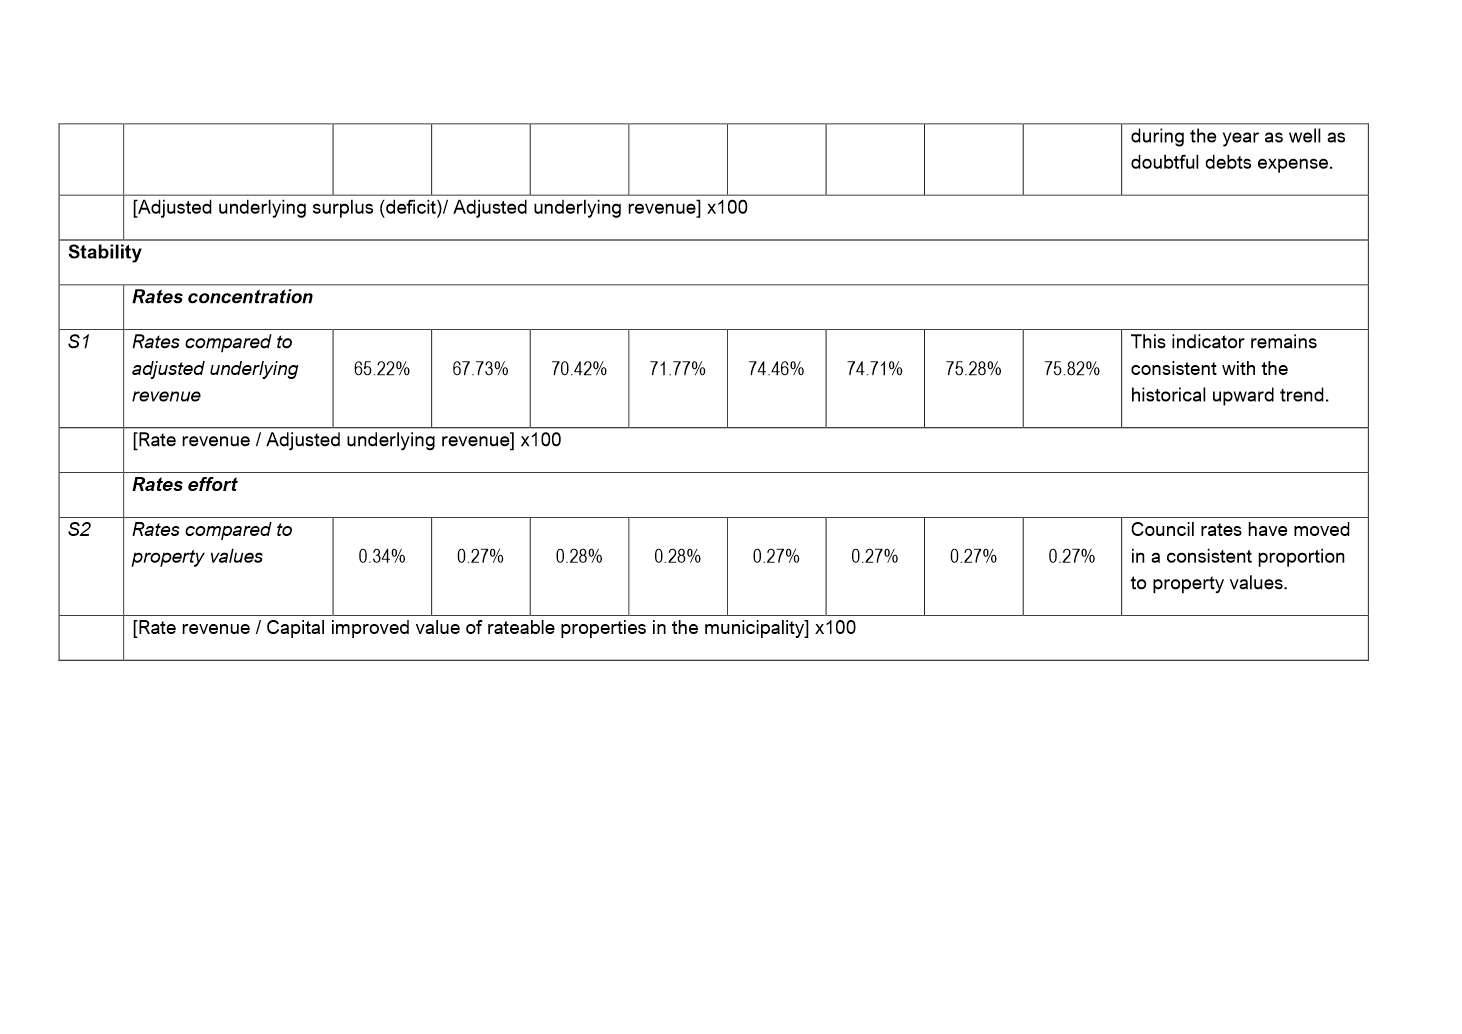 during the year as well as
doubtful debts expense.
[Adjusted underlying surplus (deficit)/ Adjusted underlying revenue] x100
Stability
Rates concentration
S1
Rates compared to
adjusted underlying
revenue
65.22%
67.73%
70.42%
71.77%
74.46%
74.71%
75.28%
75.82%
This indicator remains
consistent with the
historical upward trend.
[Rate revenue / Adjusted underlying revenue] x100
Rates effort
S2
Rates compared to
property values
0.34%
0.27%
0.28%
0.28%
0.27%
0.27%
0.27%
0.27%
Council rates have moved
in a consistent proportion
to property values.
[Rate revenue / Capital improved value of rateable properties in the municipality] x100